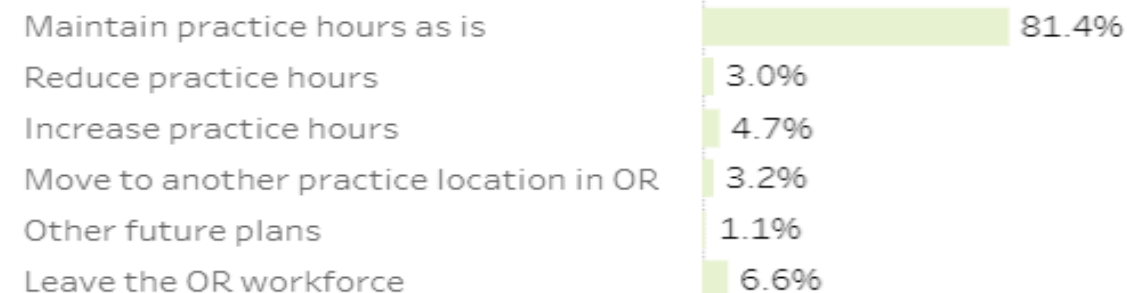 Maintain practice hours as is 81.4%
Reduce practice hours 3.0%
Increase practice hours 4.7%
Move to another practice location in OR 3.2%
Other future plans 1.1%
Leave the OR workforce 6.6%